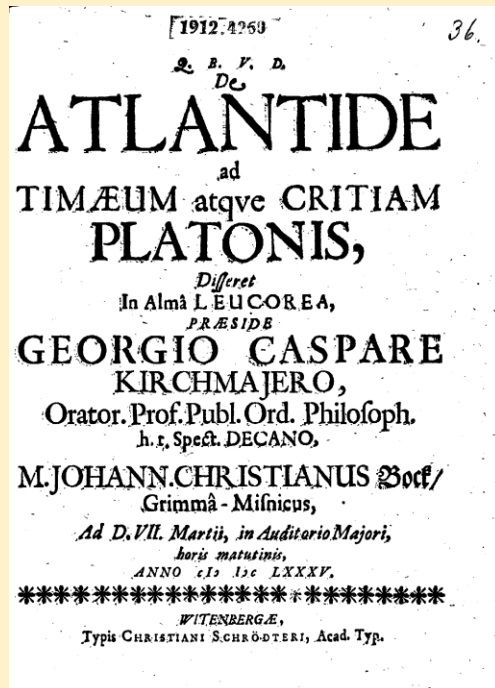 1912.4260
36.
Q. B. V. D.
De
ATLANTIDE
ad
TIMÆUM atqve CRITIAM
PLATONIS,
Differet
In Almâ LEUCOREA,
PRÆSIDE
GEORGIO CASPARE
KIRCHMAJERO,
Orator. Prof. Publ. Ord. Philoſoph.
h. t. Spect. DECANO,
M. JOHANN. CHRISTIANUS Bock/
Grimmâ-Miſnicus,
Ad D. VII. Martii, in Auditorio Majori,
horis matutinis,
ANNO cIɔ Iɔc LXXXV.
WITENBERGÆ,
Typis CHRISTIANI SCHRÖDTERI, Acad. Typ.